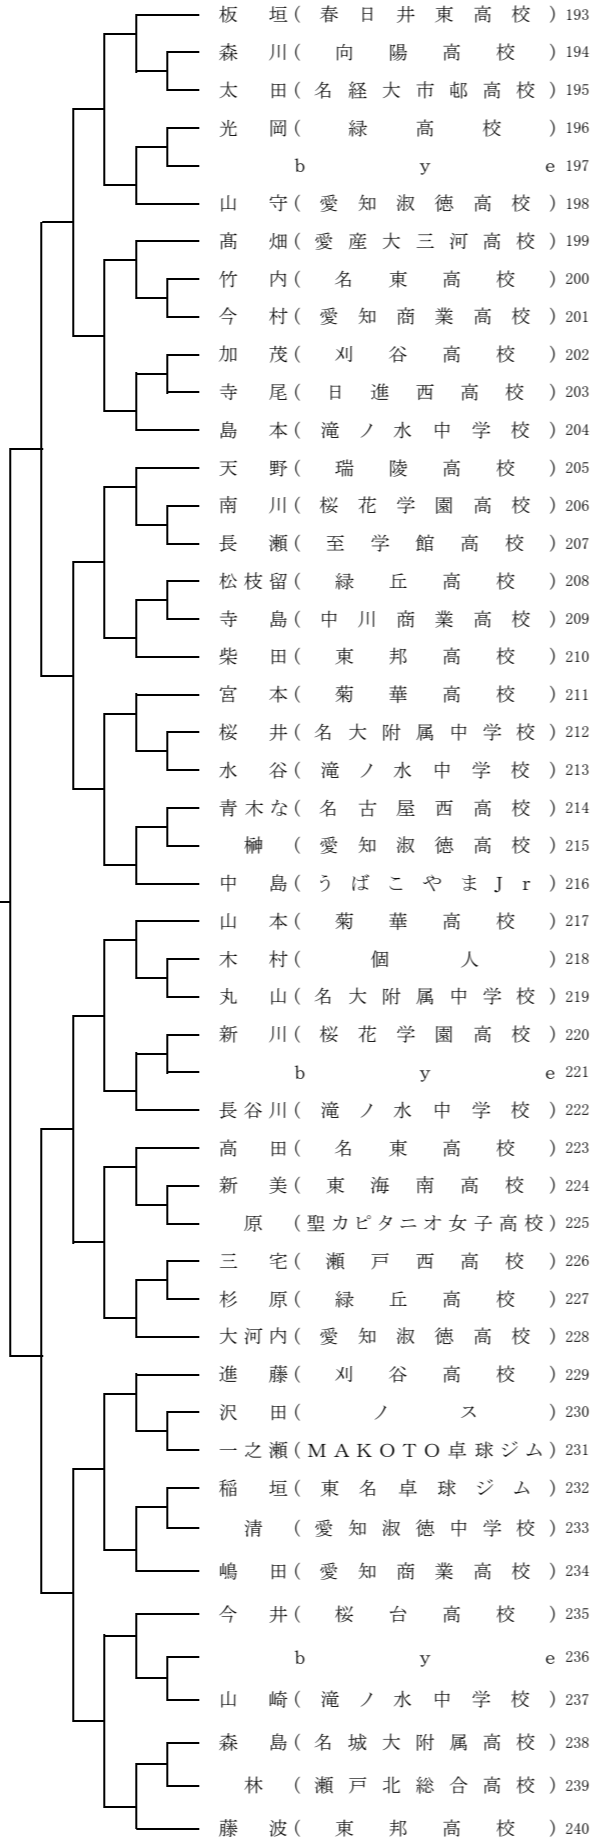 板垣(春日井東高校)193
森川(向陽高校)194
太田(名経大市邨高校)195
光岡(緑高校)196
bye 197
山守(愛知淑徳高校)198
髙畑(愛産大三河高校)199
竹内(名東高校)200
今村(愛知商業高校)201
加茂(刈谷高校)202
寺尾(日進西高校)203
島本(滝ノ水中学校)204
天野(瑞陵高校)205
南川(桜花学園高校)206
長瀬(至学館高校)207
松枝留(緑丘高校)208
寺島(中川商業高校)209
柴田(東邦高校)210
宮本(菊華高校)211
桜井(名大附属中学校)212
水谷(滝ノ水中学校)213
青木な(名古屋西高校)214
榊(愛知淑徳高校)215
中島(うばこやまJr)216
山本(菊華高校)217
木村(個人)218
丸山(名大附属中学校)219
新川(桜花学園高校)220
bye 221
長谷川(滝ノ水中学校)222
高田(名東高校)223
新美(東海南高校)224
原(聖カピタニオ女子高校)225
三宅(瀬戸西高校)226
杉原(緑丘高校)227
大河内(愛知淑徳高校)228
進藤(刈谷高校)229
沢田(ノス)230
一之瀬(MAKOTO卓球ジム)231
稲垣(東名卓球ジム)232
清(愛知淑徳中学校)233
嶋田(愛知商業高校)234
今井(桜台高校)235
bye 236
山崎(滝ノ水中学校)237
森島(名城大附属高校)238
林(瀬戸北総合高校)239
藤波(東邦高校)240